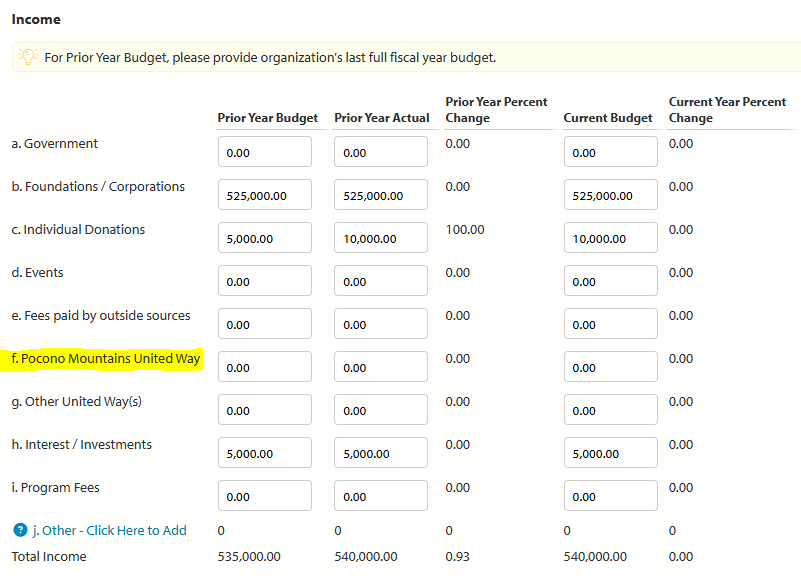 Income
For Prior Year Budget, please provide organization's last full fiscal year budget.
Prior Year Budget Prior Year Actual Prior Year Percent Change Current Budget Current Year Percent Change
a. Government 0.00 0.00 0.00 0.00 0.00
b. Foundations / Corporations 525,000.00 525,000.00 0.00 525,000.00 0.00
c. Individual Donations 5,000.00 10,000.00 100.00 10,000.00 0.00
d. Events 0.00 0.00 0.00 0.00 0.00
e. Fees paid by outside sources 0.00 0.00 0.00 0.00 0.00
f. Pocono Mountains United Way 0.00 0.00 0.00 0.00 0.00
g. Other United Way(s) 0.00 0.00 0.00 0.00 0.00
h. Interest / Investments 5,000.00 5,000.00 0.00 5,000.00 0.00
i. Program Fees 0.00 0.00 0.00 0.00 0.00
? j. Other - Click Here to Add 0 0 0 0 0
Total Income 535,000.00 540,000.00 0.93 540,000.00 0.00